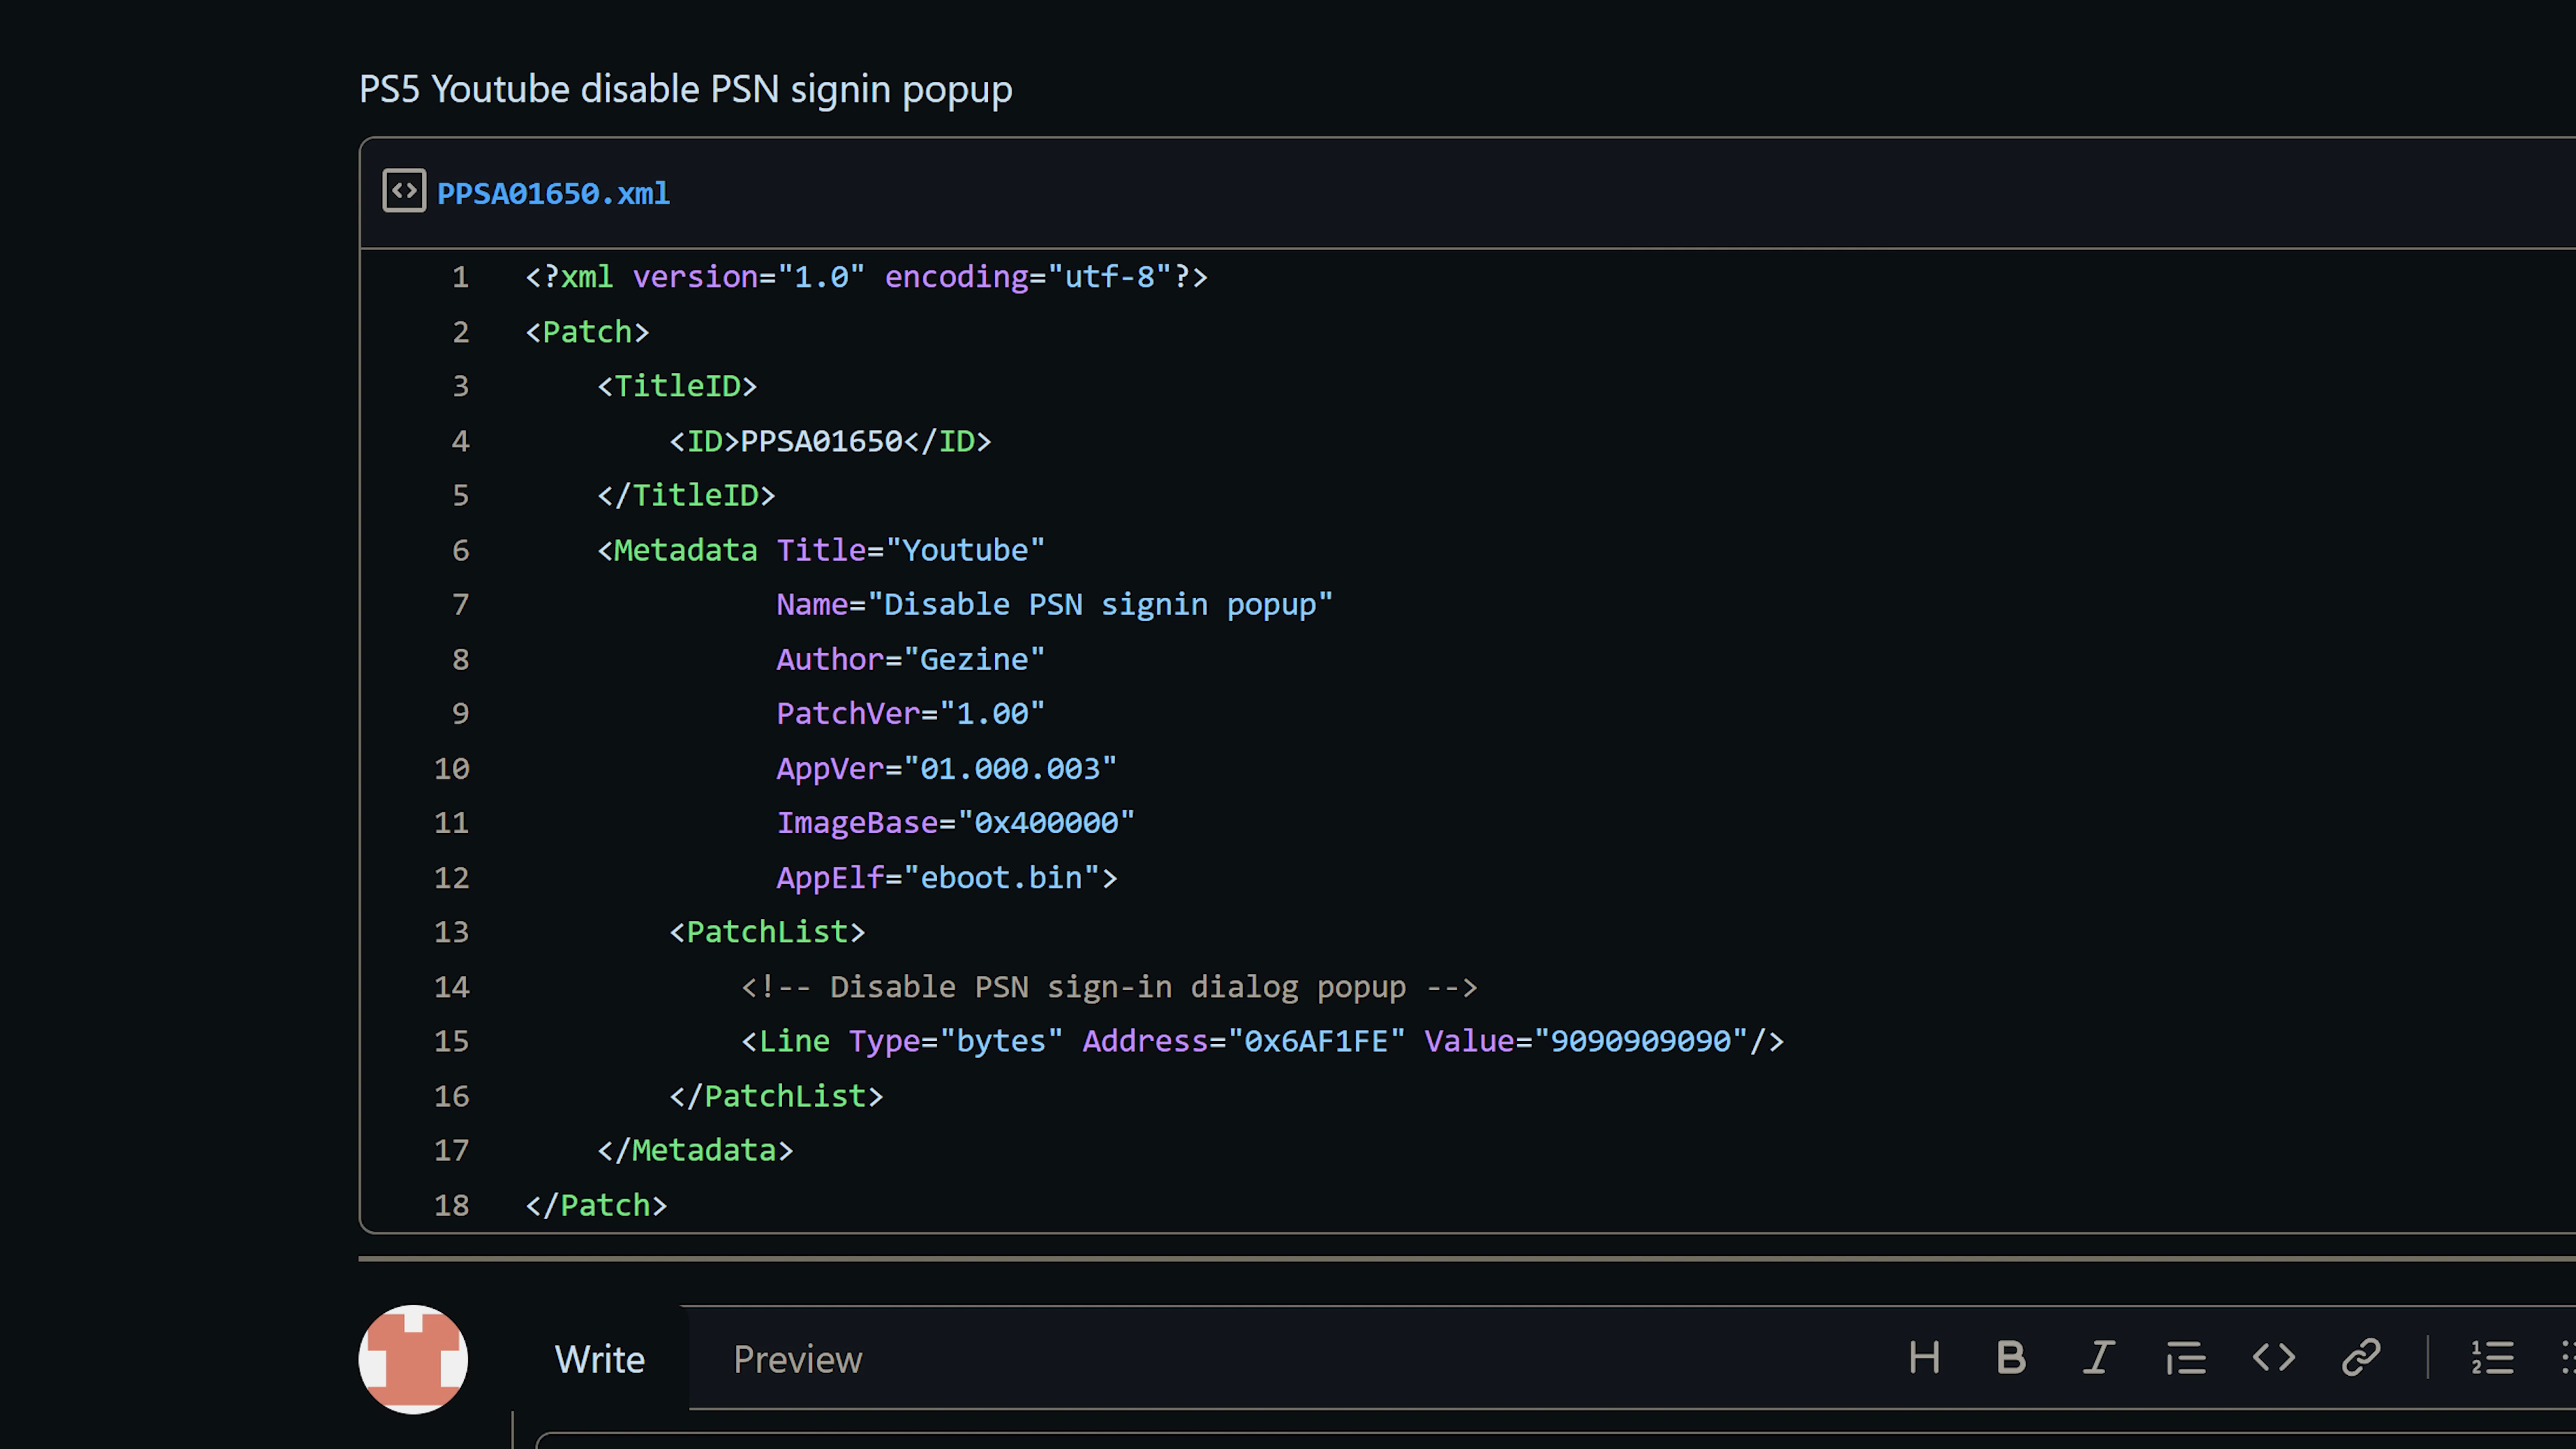 PS5 Youtube disable PSN signin popup
PPSA01650.xml
1 <?xml version="1.0" encoding="utf-8"?>
2 <Patch>
3 <TitleID>
4 <ID>PPSA01650</ID>
5 </TitleID>
6 <Metadata Title="Youtube"
7 Name="Disable PSN signin popup"
8 Author="Gezine"
9 PatchVer="1.00"
10 AppVer="01.000.003"
11 ImageBase="0x400000"
12 AppElf="eboot.bin">
13 <PatchList>
14 <!-- Disable PSN sign-in dialog popup -->
15 <Line Type="bytes" Address="0x6AF1FE" Value="9090909090"/>
16 </PatchList>
17 </Metadata>
18 </Patch>
Write Preview